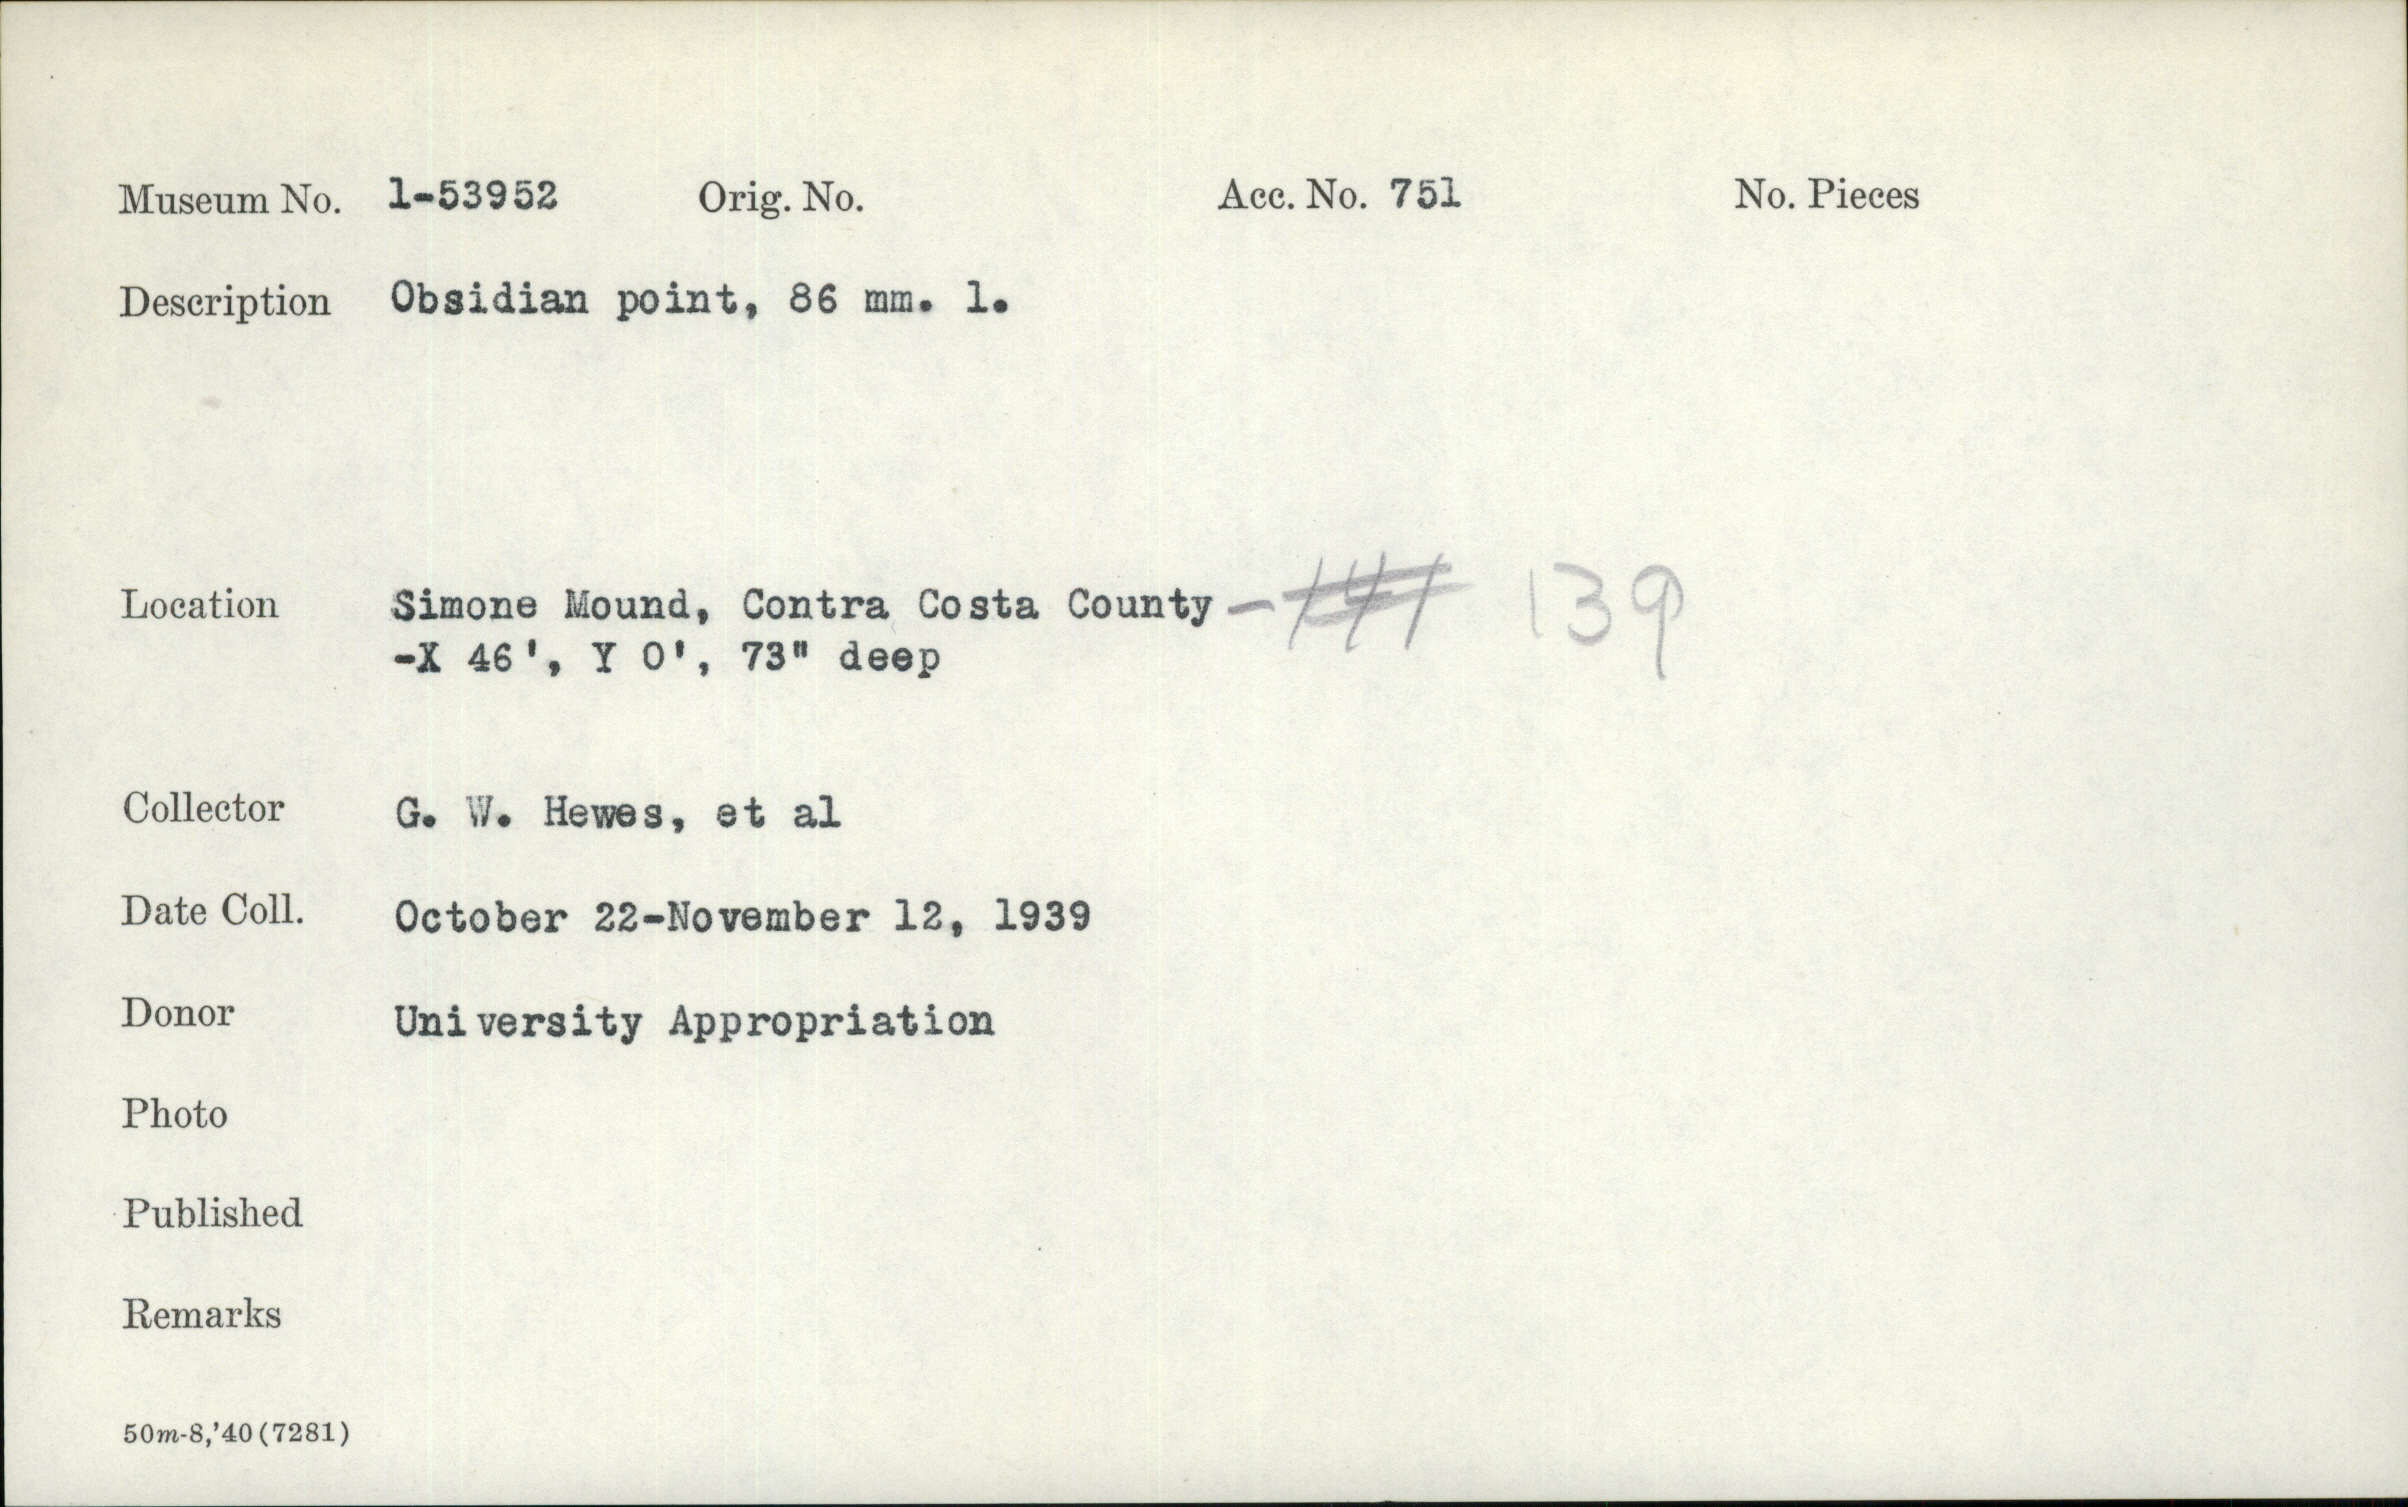 Museum No. 1-53952 Orig. No. Acc. No. 751 No. Pieces
Description Obsidian point, 86 mm. l.
Location Simone Mound, Contra Costa County - 139
-X 46', Y 0', 73" deep
Collector G. W. Hewes, et al
Date Coll. October 22-November 12, 1939
Donor University Appropriation
Photo
Published
Remarks
50m-8,'40(7281)